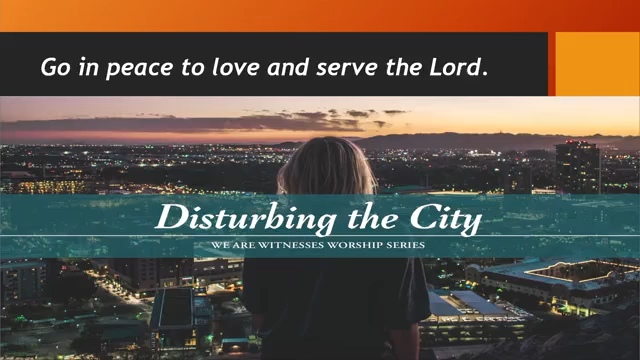 Go in peace to love and serve the Lord.
Disturbing the City
WE ARE WITNESSES WORSHIP SERIES